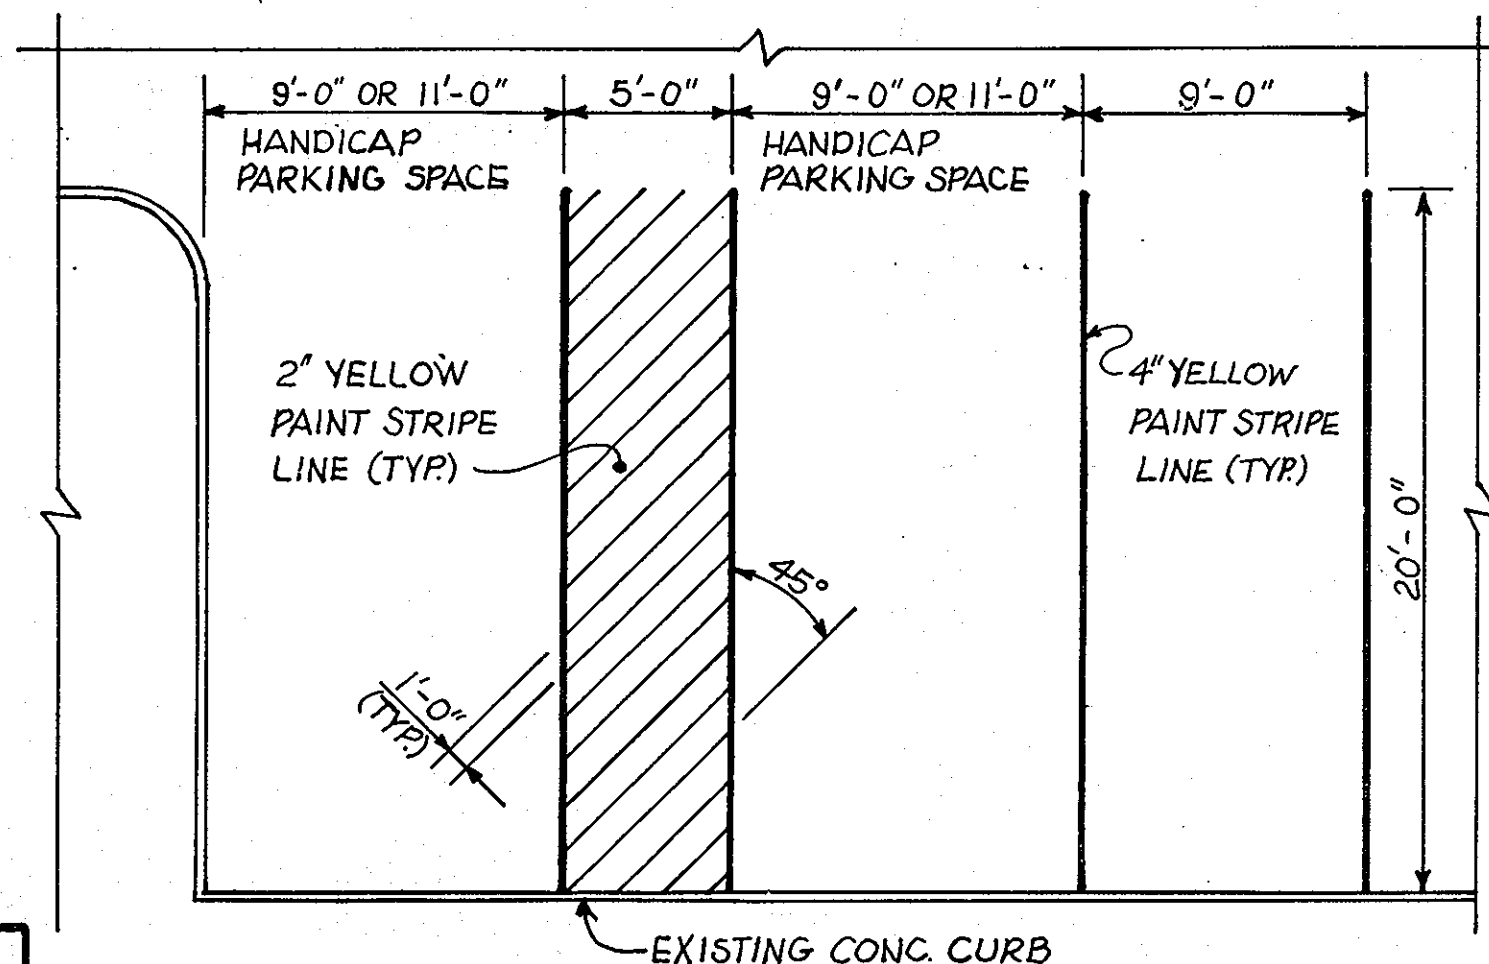 9'-0" OR 11'-0"
5'-0"
9'-0" OR 11'-0"
9'-0"
HANDICAP
PARKING SPACE
HANDICAP
PARKING SPACE
2" YELLOW
PAINT STRIPE
LINE (TYP.)
4" YELLOW
PAINT STRIPE
LINE (TYP.)
20'-0"
45°
1'-0"
(TYP.)
EXISTING CONC. CURB